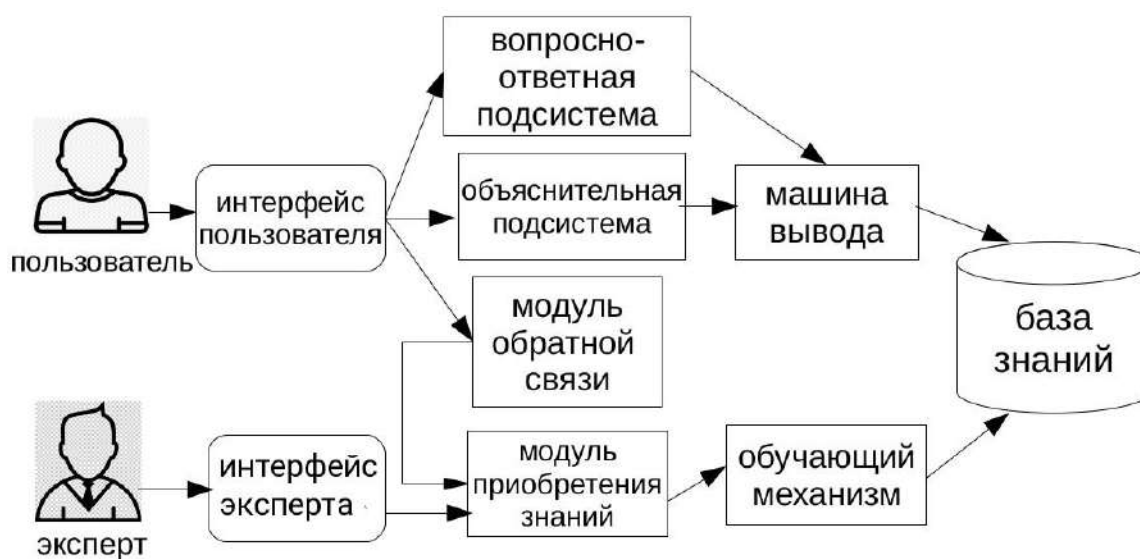 вопросно-
ответная
подсистема
интерфейс
пользователя
объяснительная
подсистема
машина
вывода
пользователь
модуль
обратной
связи
база
знаний
интерфейс
эксперта
модуль
приобретения
знаний
обучающий
механизм
эксперт